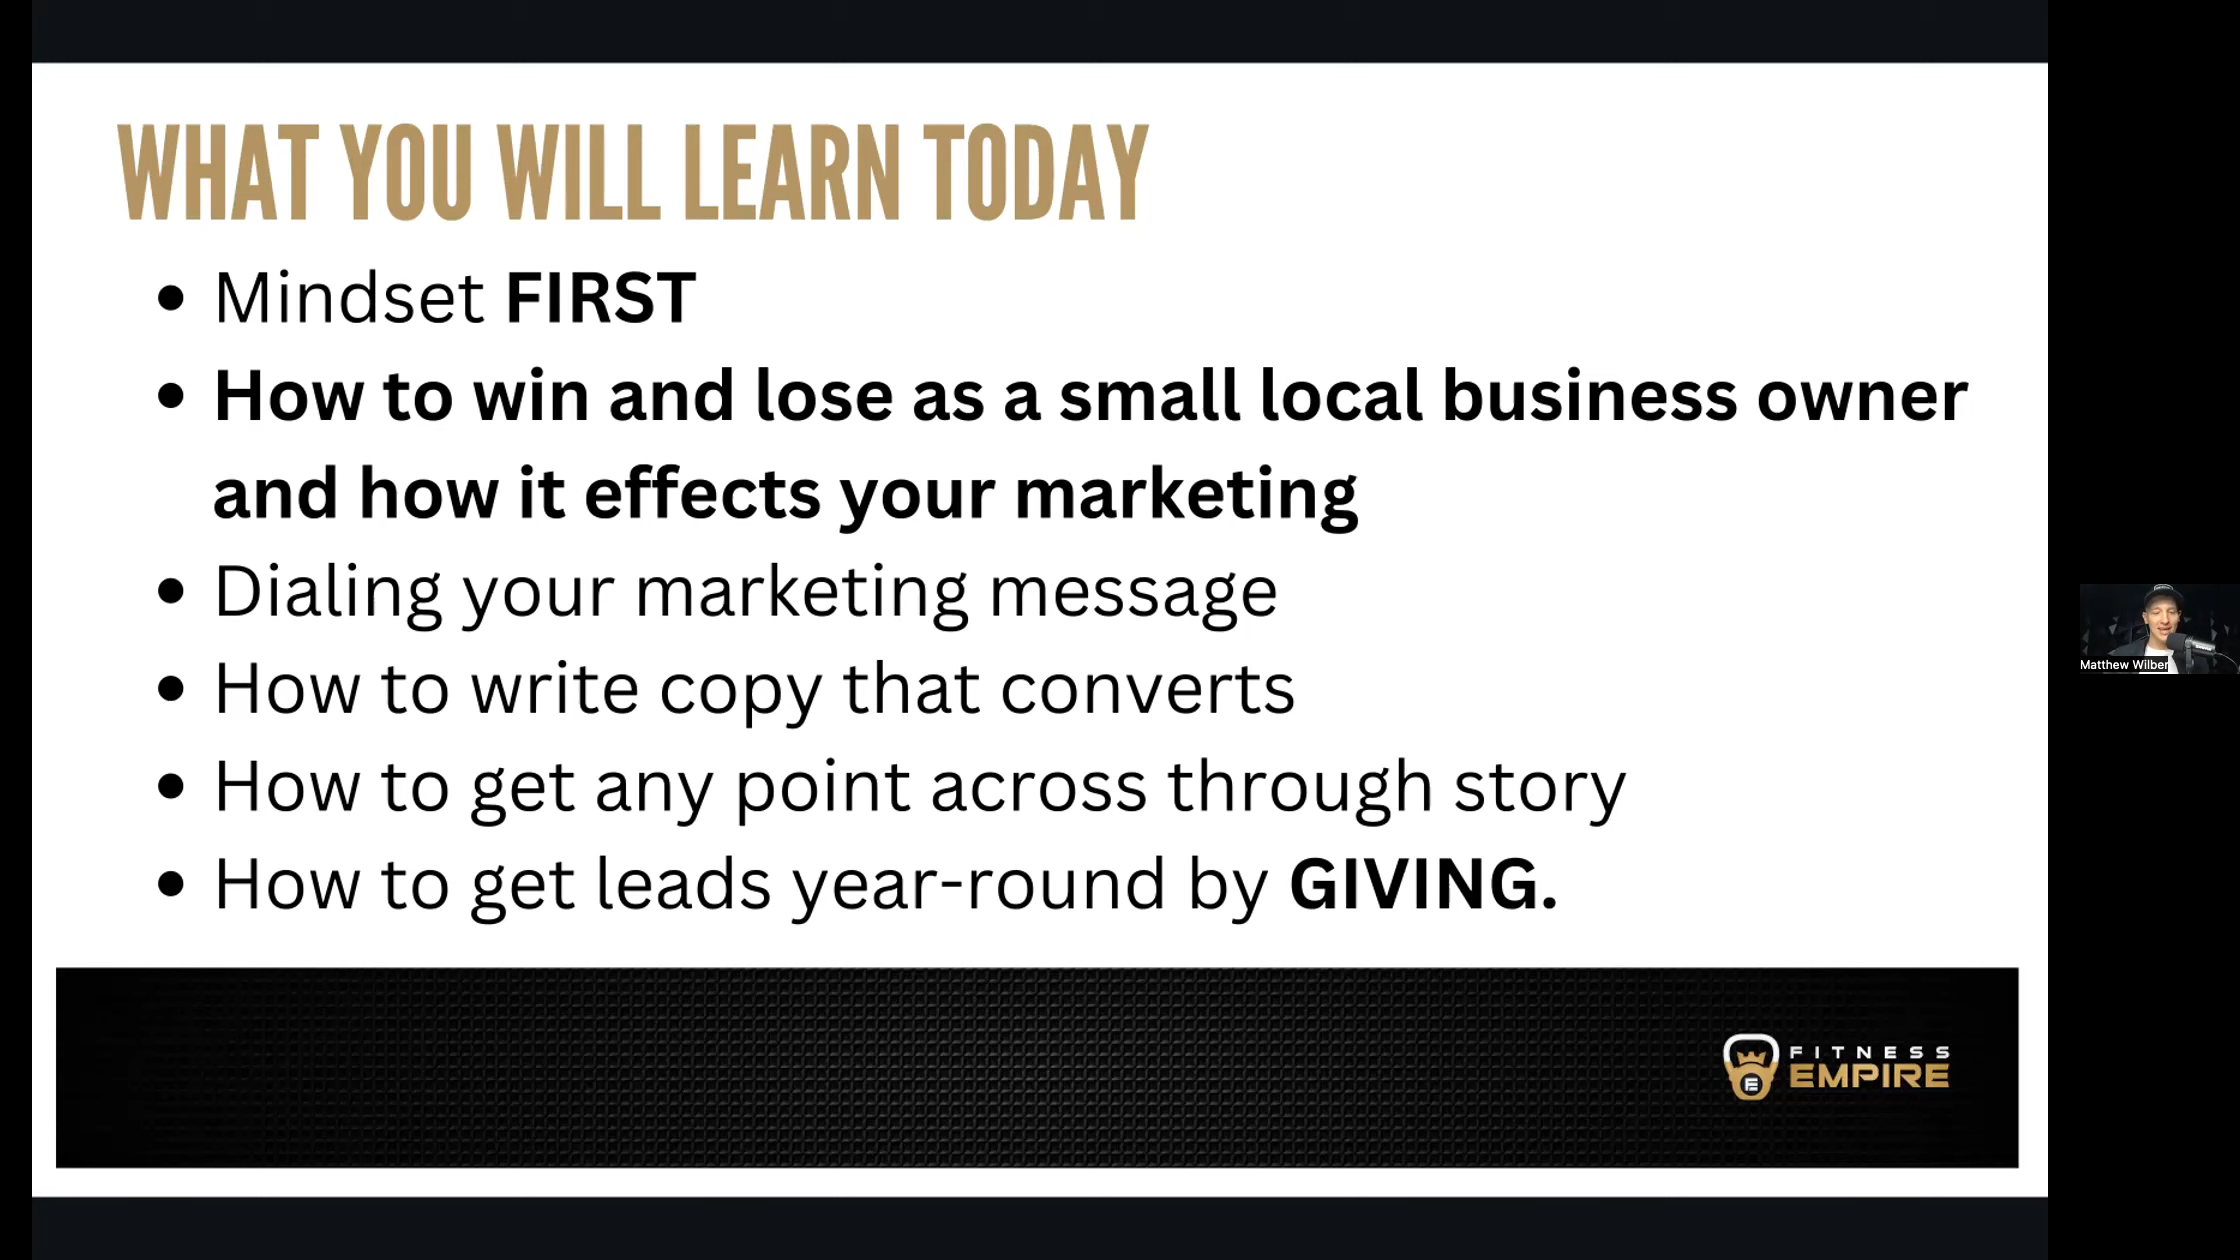 WHAT YOU WILL LEARN TODAY
• Mindset FIRST
• How to win and lose as a small local business owner
and how it effects your marketing
• Dialing your marketing message
• How to write copy that converts
• How to get any point across through story
• How to get leads year-round by GIVING.
Matthew Wilber
FITNESS
EMPIRE